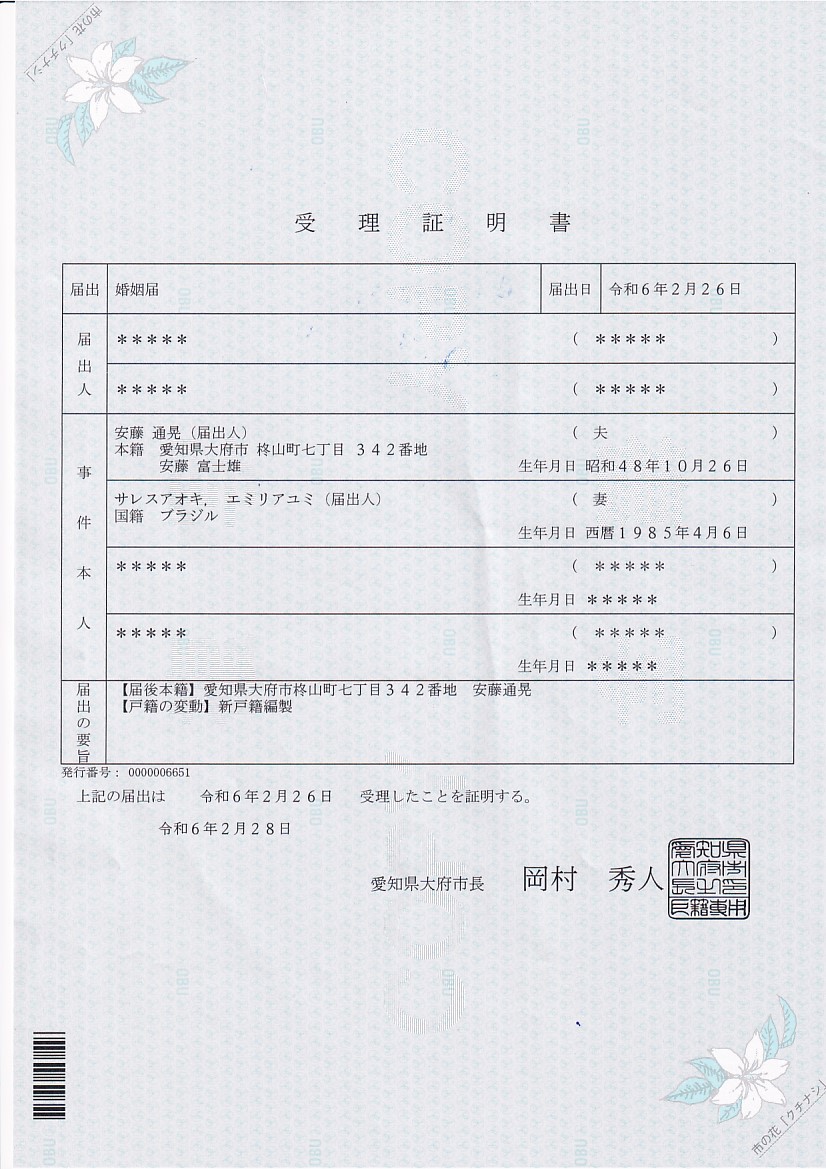 市の花「クチナシ」
受理証明書
届出 婚姻届 届出日 令和6年2月26日
届出人 ＊＊＊＊＊ ( ＊＊＊＊＊ )
＊＊＊＊＊ ( ＊＊＊＊＊ )
事件本人
安藤 通晃（届出人） ( 夫 )
本籍 愛知県大府市 柊山町七丁目 ３４２番地
安藤 富士雄 生年月日 昭和４８年１０月２６日
サレスアオキ， エミリアユミ（届出人） ( 妻 )
国籍 ブラジル
生年月日 西暦１９８５年４月６日
＊＊＊＊＊ ( ＊＊＊＊＊ )
生年月日 ＊＊＊＊＊
＊＊＊＊＊ ( ＊＊＊＊＊ )
生年月日 ＊＊＊＊＊
届出の要旨
【届後本籍】愛知県大府市柊山町七丁目３４２番地 安藤通晃
【戸籍の変動】新戸籍編製
発行番号： 0000006651
上記の届出は 令和６年２月２６日 受理したことを証明する。
令和６年２月２８日
愛知県大府市長 岡村 秀人
市の花「クチナシ」
OBU